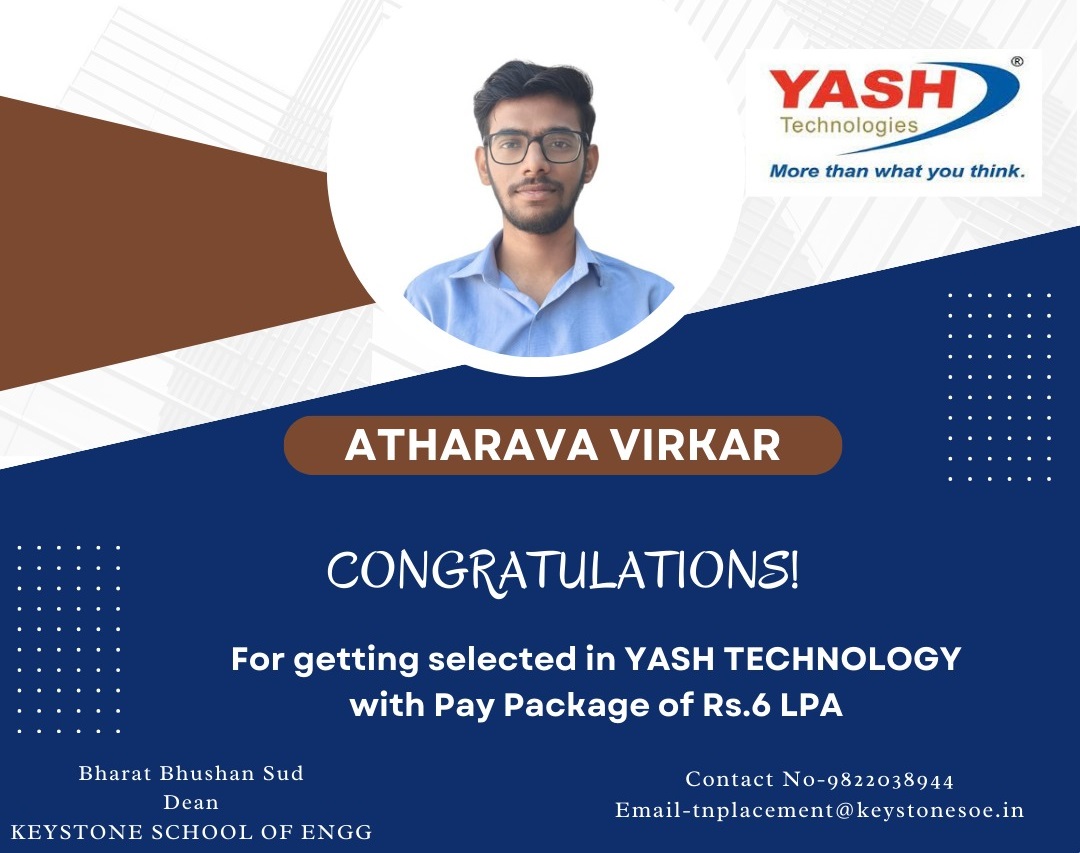 YASH
®
Technologies
More than what you think.
ATHARAVA VIRKAR
CONGRATULATIONS!
For getting selected in YASH TECHNOLOGY
with Pay Package of Rs.6 LPA
Bharat Bhushan Sud
Dean
KEYSTONE SCHOOL OF ENGG
Contact No-9822038944
Email-tnplacement@keystonesoe.in